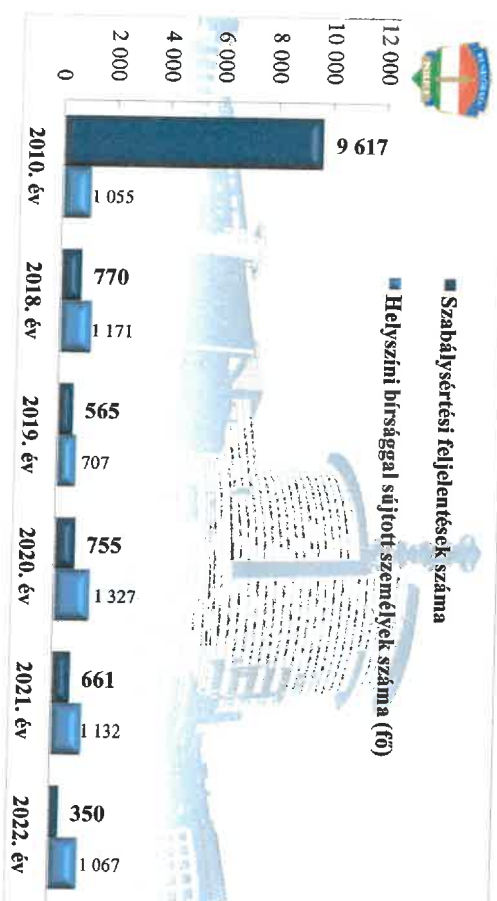 Szabálysértési feljelentések száma
Helyszíni bírsággal sújtott személyek száma (fő)
12 000
10 000
8 000
6 000
4 000
2 000
0
9 617
1 055
770
1 171
565
707
755
1 327
661
1 132
350
1 067
2010. év
2018. év
2019. év
2020. év
2021. év
2022. év